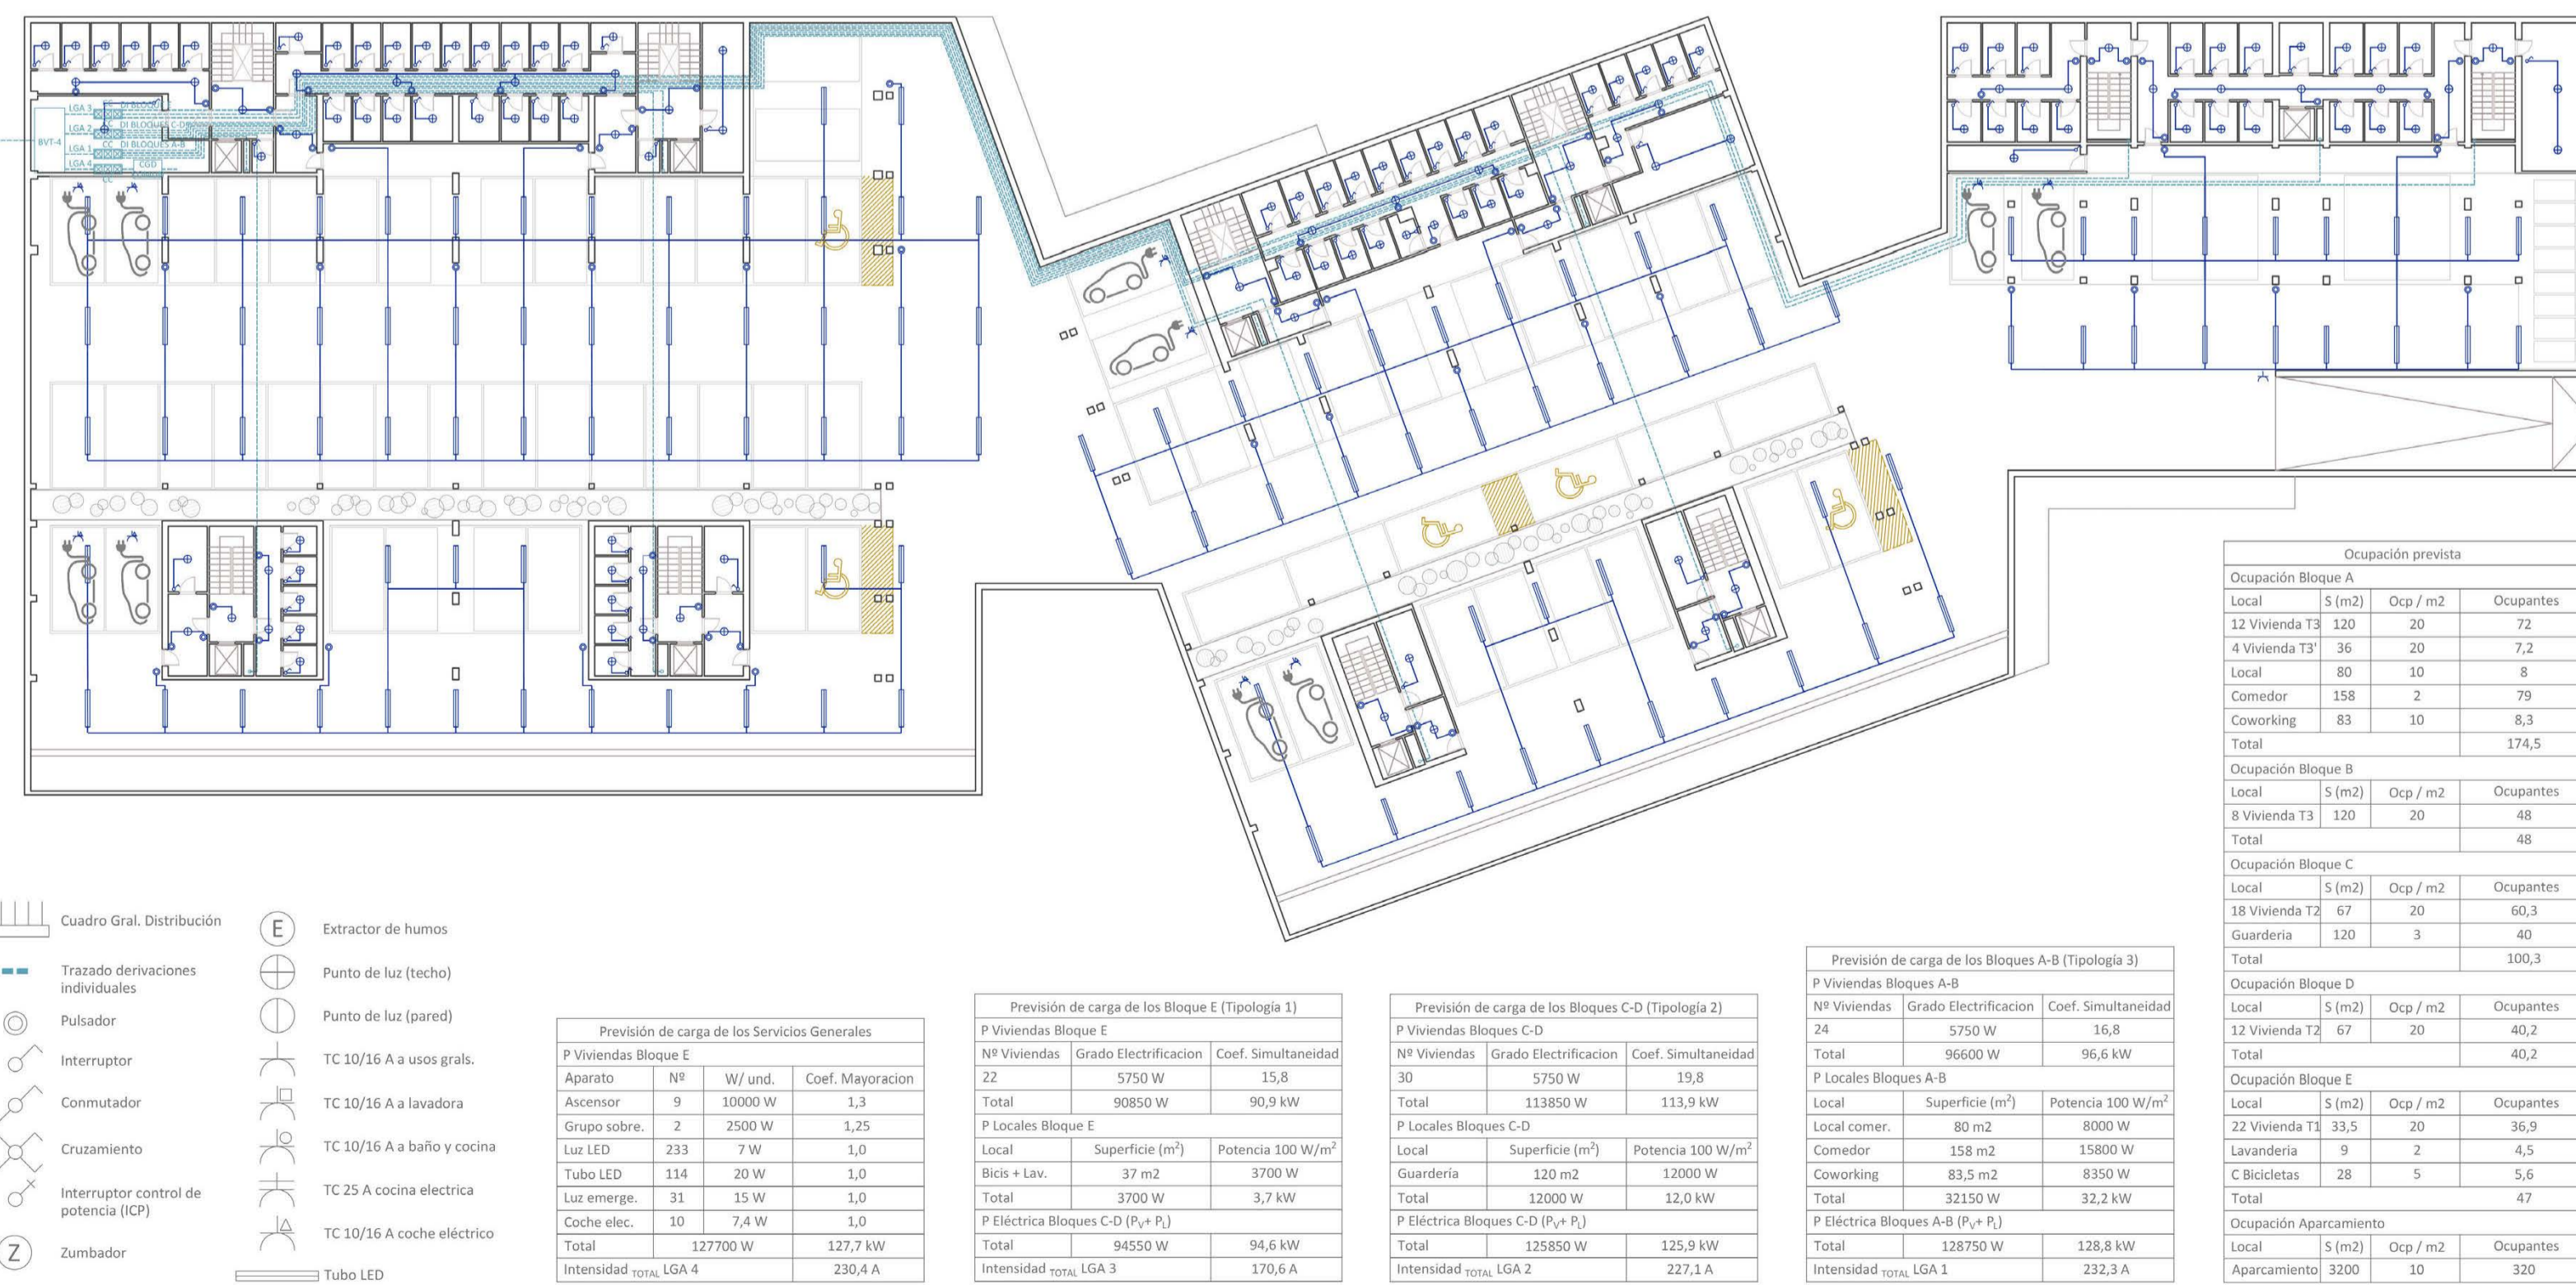 LGA 3
CC
DI BLOQUE
LGA 2
CC
DI BLOQUES C-D
BVT-4
LGA 1
CC
DI BLOQUES A-B
LGA 4
CGD
CC
Cuadro Gral. Distribución
Trazado derivaciones
individuales
Pulsador
Interruptor
Conmutador
Cruzamiento
Interruptor control de
potencia (ICP)
Z Zumbador
E Extractor de humos
Punto de luz (techo)
Punto de luz (pared)
TC 10/16 A a usos grals.
TC 10/16 A a lavadora
TC 10/16 A a baño y cocina
TC 25 A cocina electrica
TC 10/16 A coche eléctrico
Tubo LED
Previsión de carga de los Servicios Generales
P Viviendas Bloque E
Aparato Nº W/ und. Coef. Mayoracion
Ascensor 9 10000 W 1,3
Grupo sobre. 2 2500 W 1,25
Luz LED 233 7 W 1,0
Tubo LED 114 20 W 1,0
Luz emerge. 31 15 W 1,0
Coche elec. 10 7,4 W 1,0
Total 127700 W 127,7 kW
Intensidad TOTAL LGA 4 230,4 A
Previsión de carga de los Bloque E (Tipología 1)
P Viviendas Bloque E
Nº Viviendas Grado Electrificacion Coef. Simultaneidad
22 5750 W 15,8
Total 90850 W 90,9 kW
P Locales Bloque E
Local Superficie (m²) Potencia 100 W/m²
Bicis + Lav. 37 m2 3700 W
Total 3700 W 3,7 kW
P Eléctrica Bloques C-D (PV+ PL)
Total 94550 W 94,6 kW
Intensidad TOTAL LGA 3 170,6 A
Previsión de carga de los Bloques C-D (Tipología 2)
P Viviendas Bloques C-D
Nº Viviendas Grado Electrificacion Coef. Simultaneidad
30 5750 W 19,8
Total 113850 W 113,9 kW
P Locales Bloques C-D
Local Superficie (m²) Potencia 100 W/m²
Guardería 120 m2 12000 W
Total 12000 W 12,0 kW
P Eléctrica Bloques C-D (PV+ PL)
Total 125850 W 125,9 kW
Intensidad TOTAL LGA 2 227,1 A
Previsión de carga de los Bloques A-B (Tipología 3)
P Viviendas Bloques A-B
Nº Viviendas Grado Electrificacion Coef. Simultaneidad
24 5750 W 16,8
Total 96600 W 96,6 kW
P Locales Bloques A-B
Local Superficie (m²) Potencia 100 W/m²
Local comer. 80 m2 8000 W
Comedor 158 m2 15800 W
Coworking 83,5 m2 8350 W
Total 32150 W 32,2 kW
P Eléctrica Bloques A-B (PV+ PL)
Total 128750 W 128,8 kW
Intensidad TOTAL LGA 1 232,3 A
Ocupación prevista
Ocupación Bloque A
Local S (m2) Ocp / m2 Ocupantes
12 Vivienda T3 120 20 72
4 Vivienda T3' 36 20 7,2
Local 80 10 8
Comedor 158 2 79
Coworking 83 10 8,3
Total 174,5
Ocupación Bloque B
Local S (m2) Ocp / m2 Ocupantes
8 Vivienda T3 120 20 48
Total 48
Ocupación Bloque C
Local S (m2) Ocp / m2 Ocupantes
18 Vivienda T2 67 20 60,3
Guarderia 120 3 40
Total 100,3
Ocupación Bloque D
Local S (m2) Ocp / m2 Ocupantes
12 Vivienda T2 67 20 40,2
Total 40,2
Ocupación Bloque E
Local S (m2) Ocp / m2 Ocupantes
22 Vivienda T1 33,5 20 36,9
Lavanderia 9 2 4,5
C Bicicletas 28 5 5,6
Total 47
Ocupación Aparcamiento
Local S (m2) Ocp / m2 Ocupantes
Aparcamiento 3200 10 320